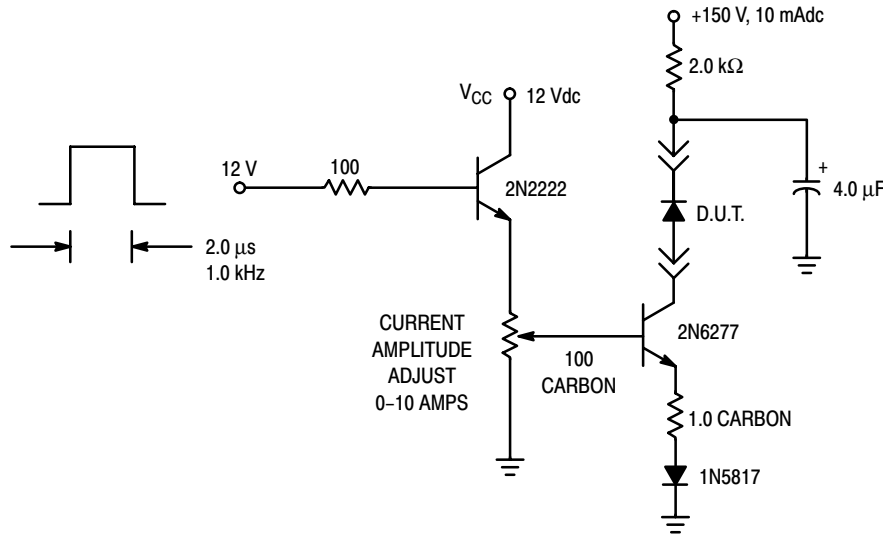 +150 V, 10 mAdc
2.0 kΩ
VCC
12 Vdc
12 V
100
2N2222
D.U.T.
+
4.0 μF
2.0 μs
1.0 kHz
CURRENT
AMPLITUDE
ADJUST
0–10 AMPS
100
CARBON
2N6277
1.0 CARBON
1N5817